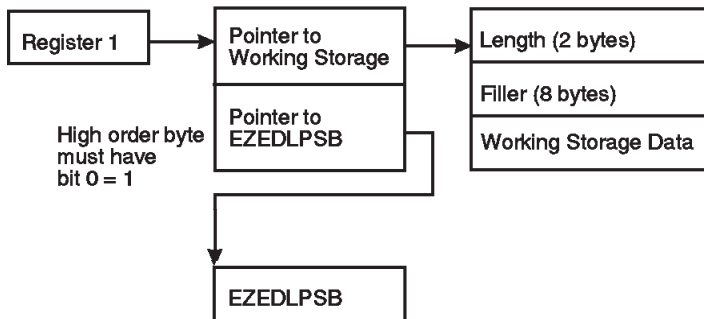 Register 1
Pointer to
Working Storage
Length (2 bytes)
Filler (8 bytes)
Working Storage Data
Pointer to
EZEDLPSB
High order byte
must have
bit 0 = 1
EZEDLPSB